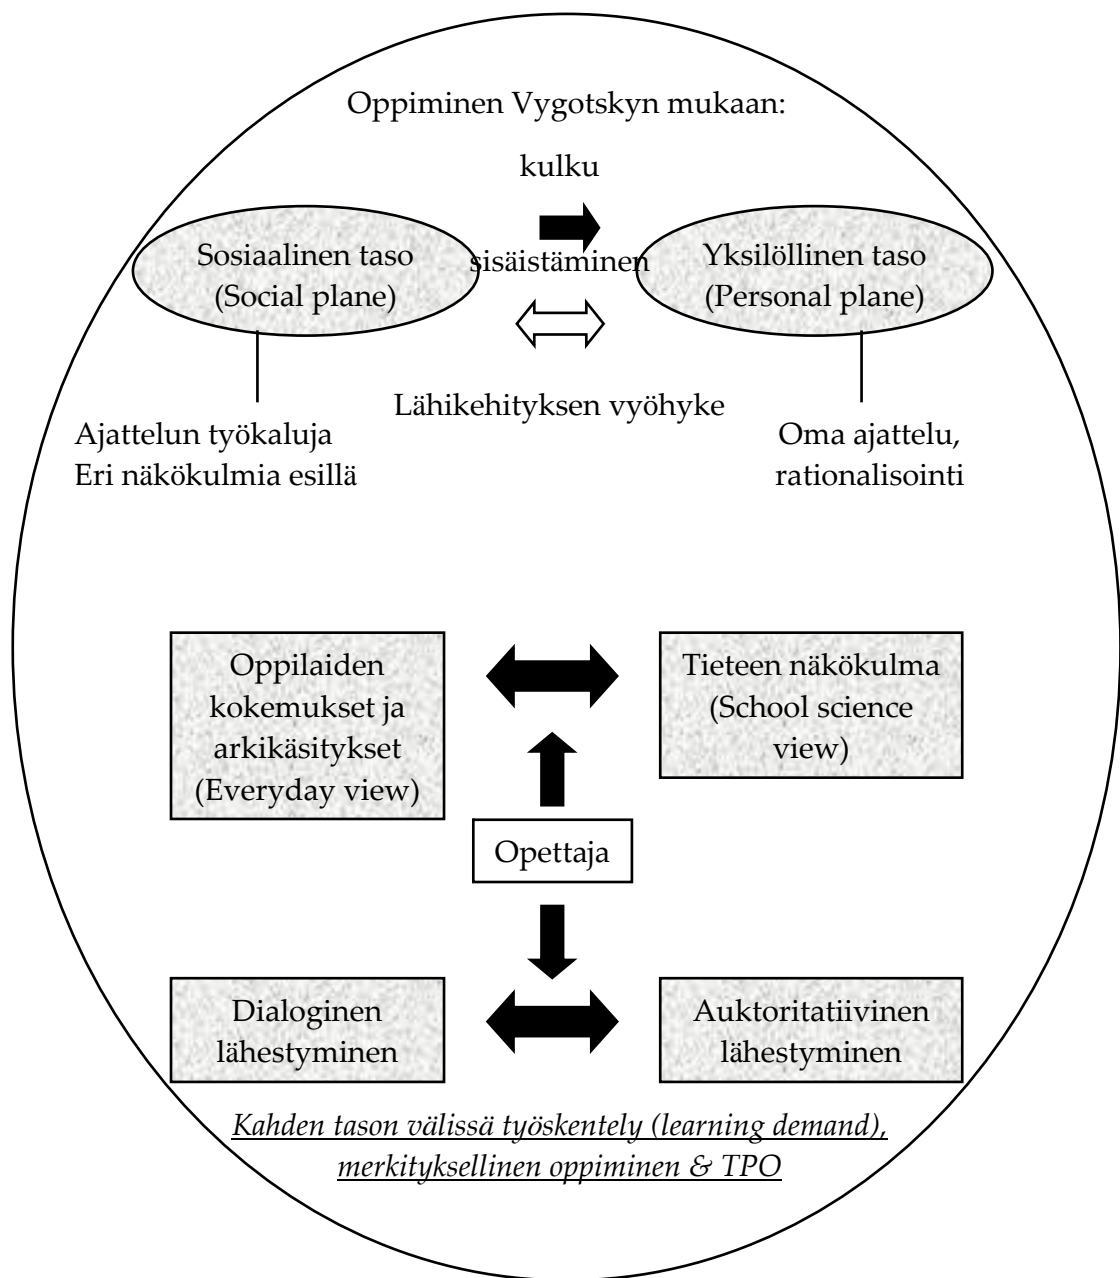 Oppiminen Vygotskyn mukaan:
kulku
Sosiaalinen taso
(Social plane)
sisäistäminen
Yksilöllinen taso
(Personal plane)
Lähikehityksen vyöhyke
Ajattelun työkaluja
Eri näkökulmia esillä
Oma ajattelu,
rationalisointi
Oppilaiden
kokemukset ja
arkikäsitykset
(Everyday view)
Tieteen näkökulma
(School science
view)
Opettaja
Dialoginen
lähestyminen
Auktoritatiivinen
lähestyminen
Kahden tason välissä työskentely (learning demand),
merkityksellinen oppiminen & TPO